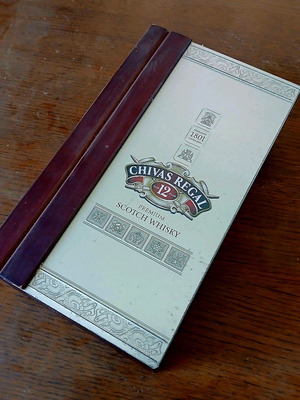 1801
CHIVAS REGAL
12
PREMIUM
SCOTCH WHISKY